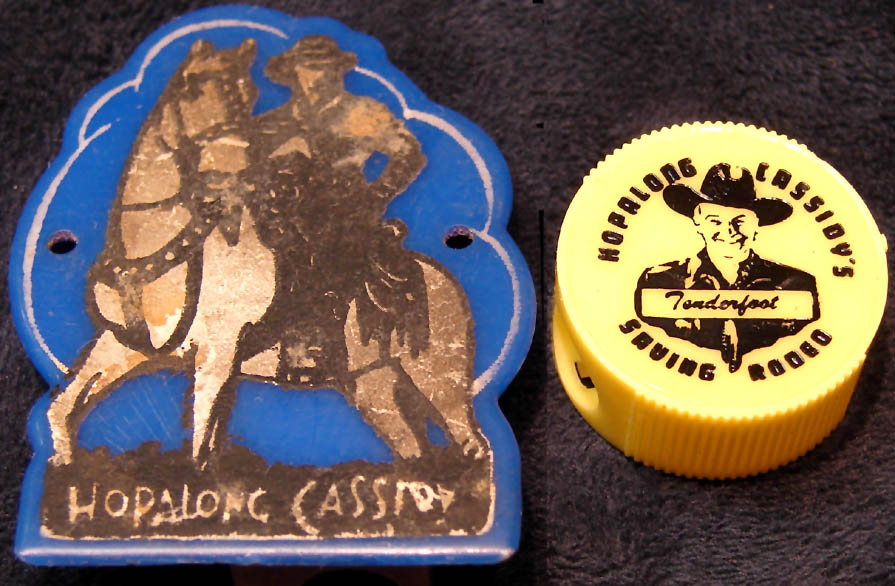 HOPALONG CASSIDY
HOPALONG CASSIDY'S
Tenderfoot
SAVING RODEO